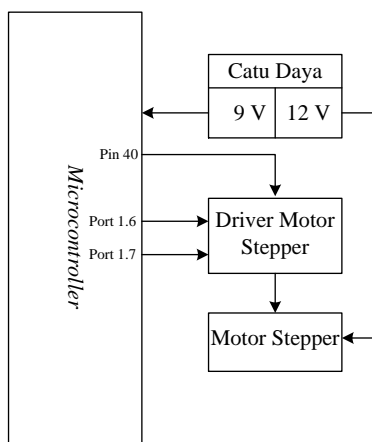 Catu Daya
9 V
12 V
Microcontroller
Pin 40
Port 1.6
Port 1.7
Driver Motor
Stepper
Motor Stepper